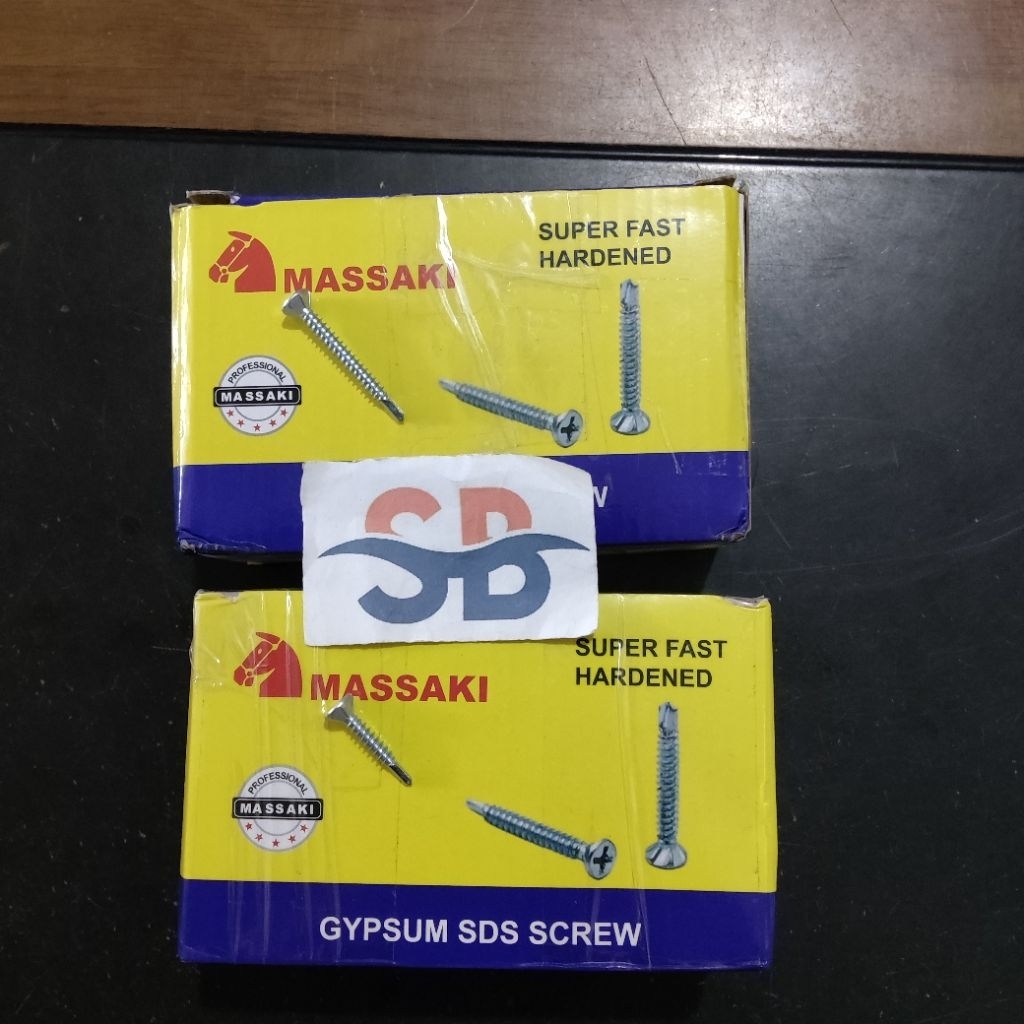 MASSAKI
SUPER FAST
HARDENED
PROFESSIONAL
MASSAKI
W
SB
MASSAKI
SUPER FAST
HARDENED
PROFESSIONAL
MASSAKI
GYPSUM SDS SCREW